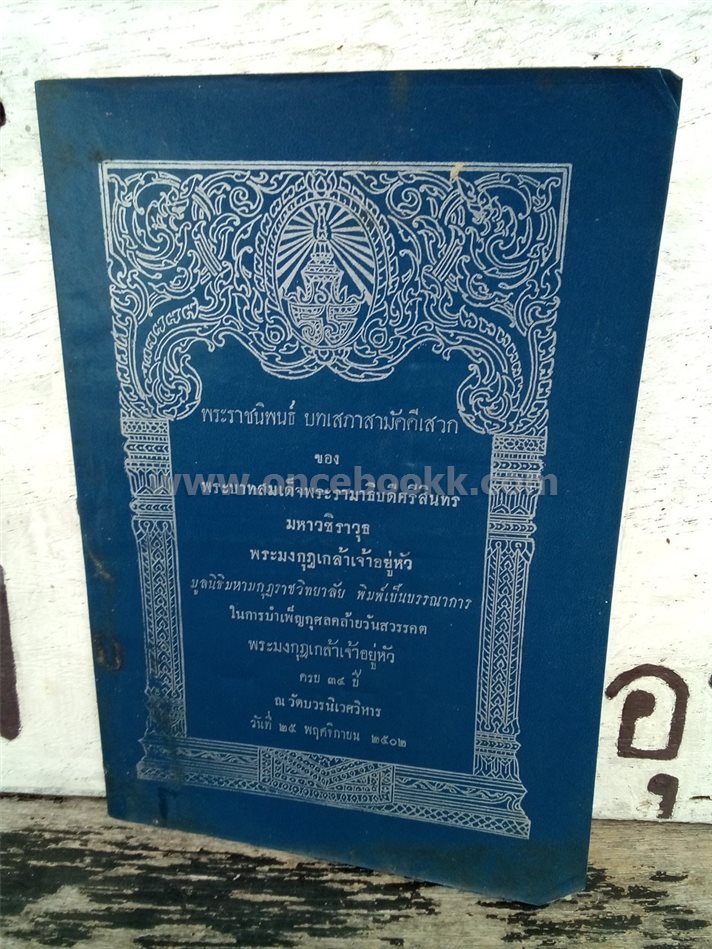 พระราชนิพนธ์ บทเสภาสามัคคีเสวก
ของ
พระบาทสมเด็จพระรามาธิบดีศรีสินทร
มหาวชิราวุธ
พระมงกุฎเกล้าเจ้าอยู่หัว
มูลนิธิมหามกุฏราชวิทยาลัย พิมพ์เป็นบรรณาการ
ในการบำเพ็ญกุศลคล้ายวันสวรรคต
พระมงกุฎเกล้าเจ้าอยู่หัว
ครบ ๓๔ ปี
ณ วัดบวรนิเวศวิหาร
วันที่ ๒๕ พฤศจิกายน ๒๕๐๒
www.oncebookk.com